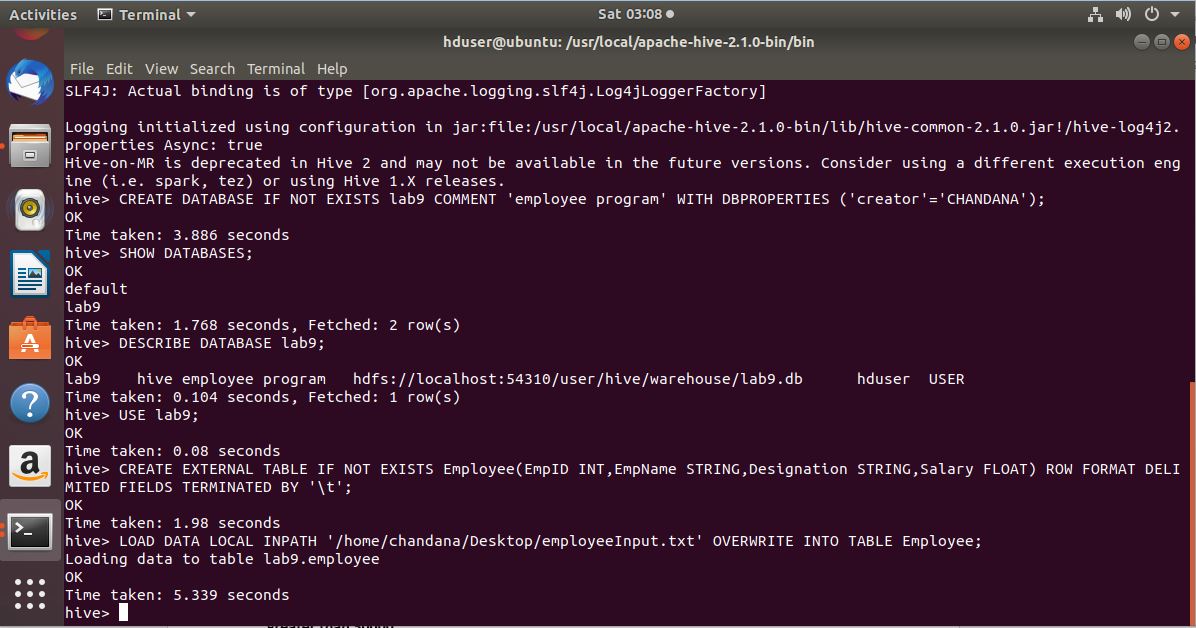 Activities Terminal Sat 03:08
hduser@ubuntu: /usr/local/apache-hive-2.1.0-bin/bin
File Edit View Search Terminal Help
SLF4J: Actual binding is of type [org.apache.logging.slf4j.Log4jLoggerFactory]
Logging initialized using configuration in jar:file:/usr/local/apache-hive-2.1.0-bin/lib/hive-common-2.1.0.jar!/hive-log4j2.
properties Async: true
Hive-on-MR is deprecated in Hive 2 and may not be available in the future versions. Consider using a different execution eng
ine (i.e. spark, tez) or using Hive 1.X releases.
hive> CREATE DATABASE IF NOT EXISTS lab9 COMMENT 'employee program' WITH DBPROPERTIES ('creator'='CHANDANA');
OK
Time taken: 3.886 seconds
hive> SHOW DATABASES;
OK
default
lab9
Time taken: 1.768 seconds, Fetched: 2 row(s)
hive> DESCRIBE DATABASE lab9;
OK
lab9 hive employee program hdfs://localhost:54310/user/hive/warehouse/lab9.db hduser USER
Time taken: 0.104 seconds, Fetched: 1 row(s)
hive> USE lab9;
OK
Time taken: 0.08 seconds
hive> CREATE EXTERNAL TABLE IF NOT EXISTS Employee(EmpID INT,EmpName STRING,Designation STRING,Salary FLOAT) ROW FORMAT DELI
MITED FIELDS TERMINATED BY '\t';
OK
Time taken: 1.98 seconds
hive> LOAD DATA LOCAL INPATH '/home/chandana/Desktop/employeeInput.txt' OVERWRITE INTO TABLE Employee;
Loading data to table lab9.employee
OK
Time taken: 5.339 seconds
hive>